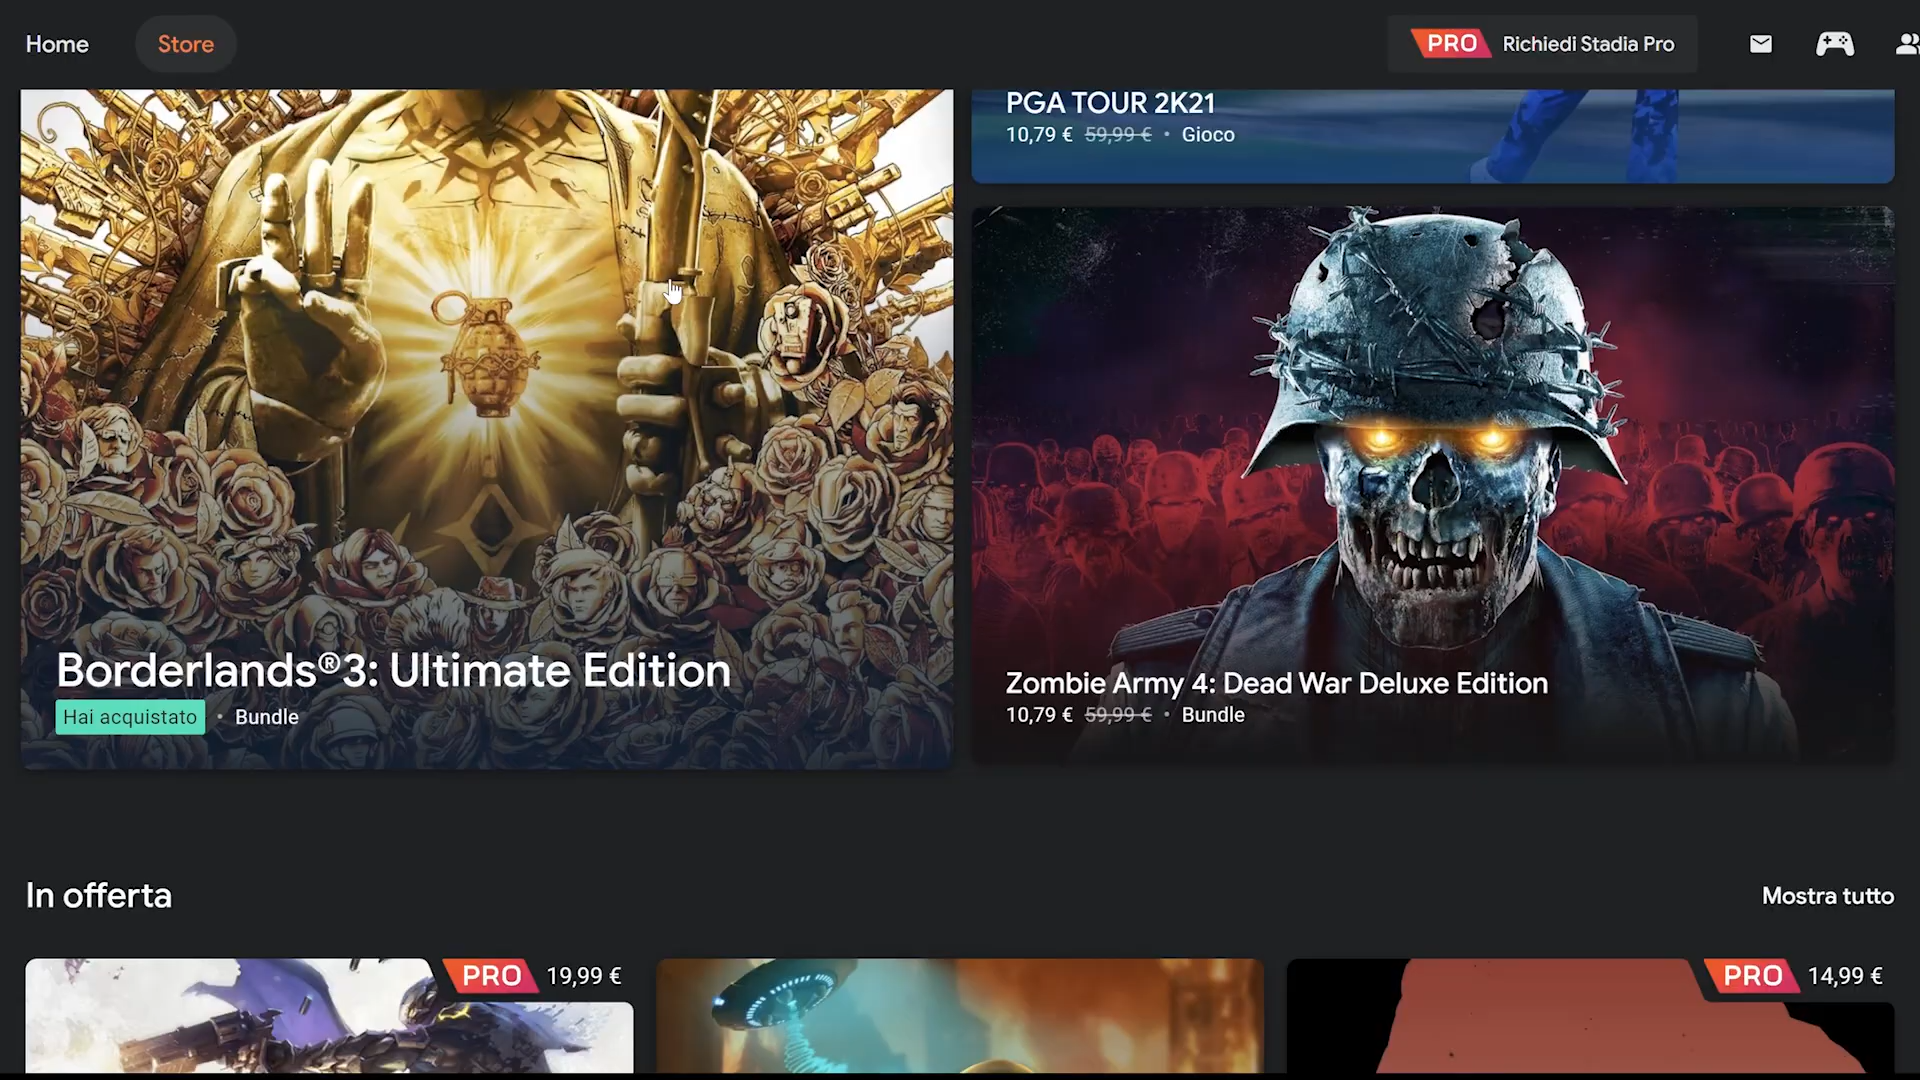 Home
Store
PRO Richiedi Stadia Pro
PGA TOUR 2K21
10,79 € 59,99 € • Gioco
Borderlands®3: Ultimate Edition
Hai acquistato • Bundle
Zombie Army 4: Dead War Deluxe Edition
10,79 € 59,99 € • Bundle
In offerta
Mostra tutto
PRO 19,99 €
PRO 14,99 €